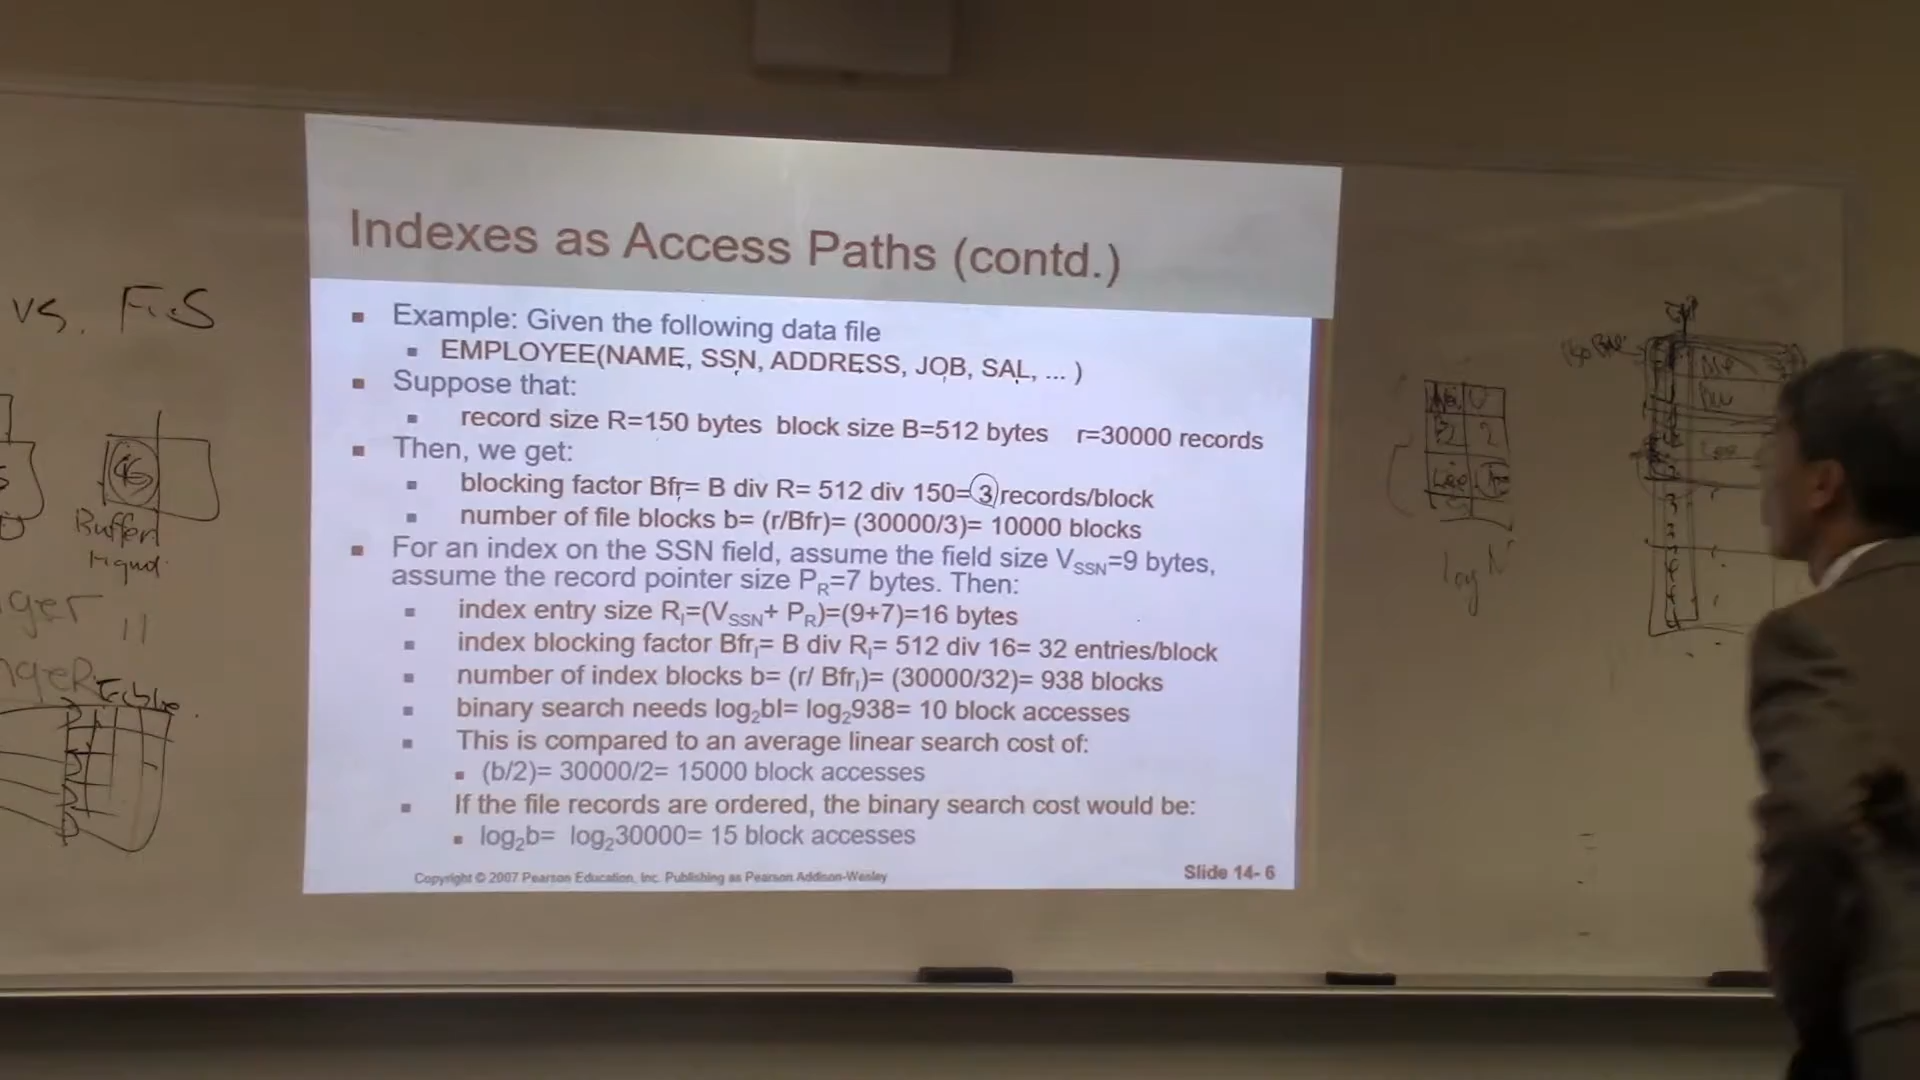 Indexes as Access Paths (contd.)
Example: Given the following data file
EMPLOYEE(NAME, SSN, ADDRESS, JOB, SAL, ... )
Suppose that:
record size R=150 bytes block size B=512 bytes r=30000 records
Then, we get:
blocking factor Bfr= B div R= 512 div 150= 3 records/block
number of file blocks b= (r/Bfr)= (30000/3)= 10000 blocks
For an index on the SSN field, assume the field size VSSN=9 bytes,
assume the record pointer size PR=7 bytes. Then:
index entry size RI=(VSSN+ PR)=(9+7)=16 bytes
index blocking factor BfrI= B div RI= 512 div 16= 32 entries/block
number of index blocks b= (r/ BfrI)= (30000/32)= 938 blocks
binary search needs log2bI= log2938= 10 block accesses
This is compared to an average linear search cost of:
(b/2)= 30000/2= 15000 block accesses
If the file records are ordered, the binary search cost would be:
log2b= log230000= 15 block accesses
Copyright © 2007 Pearson Education, Inc. Publishing as Pearson Addison-Wesley
Slide 14- 6
vs. F.S
Buffer
log N